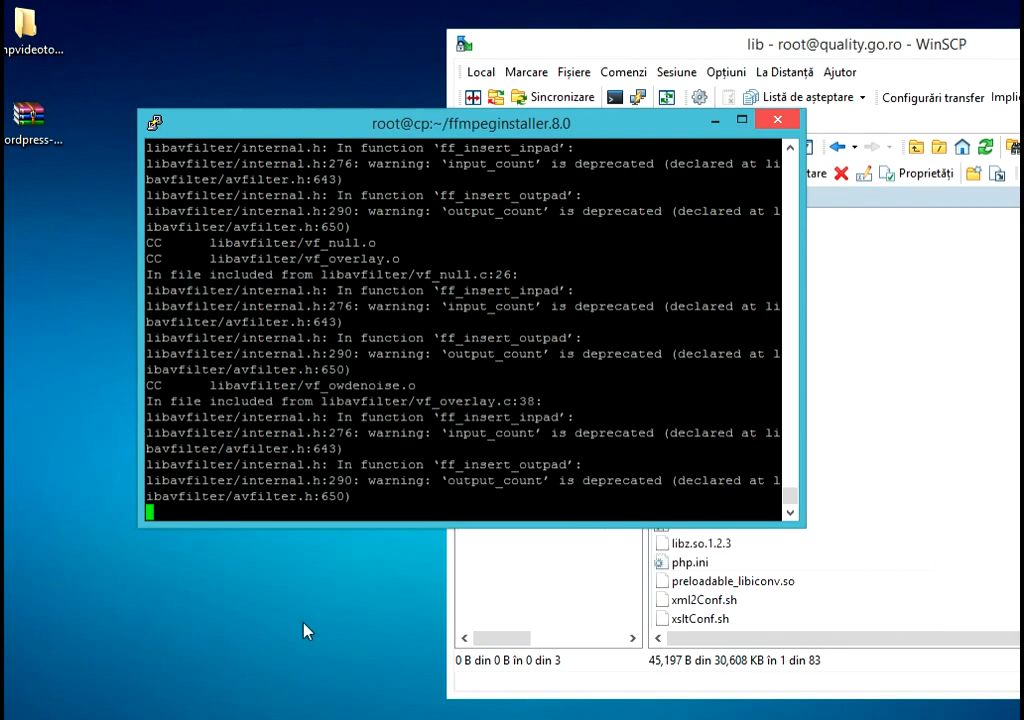 npvideoto...
ordpress-...
lib - root@quality.go.ro - WinSCP
Local Marcare Fișiere Comenzi Sesiune Opțiuni La Distanță Ajutor
Sincronizare
Listă de așteptare
Configurări transfer
Implic
tare
Proprietăți
root@cp:~/ffmpeginstaller.8.0
libavfilter/internal.h: In function ‘ff_insert_inpad’:
libavfilter/internal.h:276: warning: ‘input_count’ is deprecated (declared at li
bavfilter/avfilter.h:643)
libavfilter/internal.h: In function ‘ff_insert_outpad’:
libavfilter/internal.h:290: warning: ‘output_count’ is deprecated (declared at l
ibavfilter/avfilter.h:650)
CC      libavfilter/vf_null.o
CC      libavfilter/vf_overlay.o
In file included from libavfilter/vf_null.c:26:
libavfilter/internal.h: In function ‘ff_insert_inpad’:
libavfilter/internal.h:276: warning: ‘input_count’ is deprecated (declared at li
bavfilter/avfilter.h:643)
libavfilter/internal.h: In function ‘ff_insert_outpad’:
libavfilter/internal.h:290: warning: ‘output_count’ is deprecated (declared at l
ibavfilter/avfilter.h:650)
CC      libavfilter/vf_owdenoise.o
In file included from libavfilter/vf_overlay.c:38:
libavfilter/internal.h: In function ‘ff_insert_inpad’:
libavfilter/internal.h:276: warning: ‘input_count’ is deprecated (declared at li
bavfilter/avfilter.h:643)
libavfilter/internal.h: In function ‘ff_insert_outpad’:
libavfilter/internal.h:290: warning: ‘output_count’ is deprecated (declared at l
ibavfilter/avfilter.h:650)
libz.so.1.2.3
php.ini
preloadable_libiconv.so
xml2Conf.sh
xsltConf.sh
0 B din 0 B în 0 din 3
45,197 B din 30,608 KB în 1 din 83